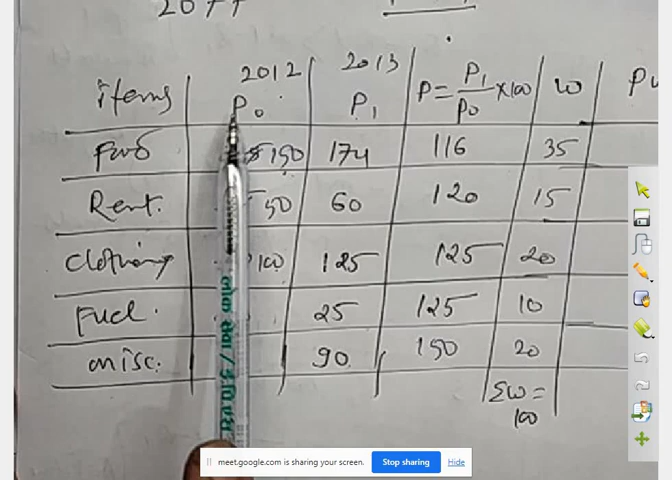 2077
items | 2012 P₀ | 2013 P₁ | P = P₁/P₀ × 100 | W | PW
Food | 150 | 174 | 116 | 35
Rent. | 50 | 60 | 120 | 15
Clothing | 100 | 125 | 125 | 20
Fuel. | 25 | 125 | 10
misc. | 90 | 150 | 20
ΣW =
100
meet.google.com is sharing your screen. Stop sharing Hide